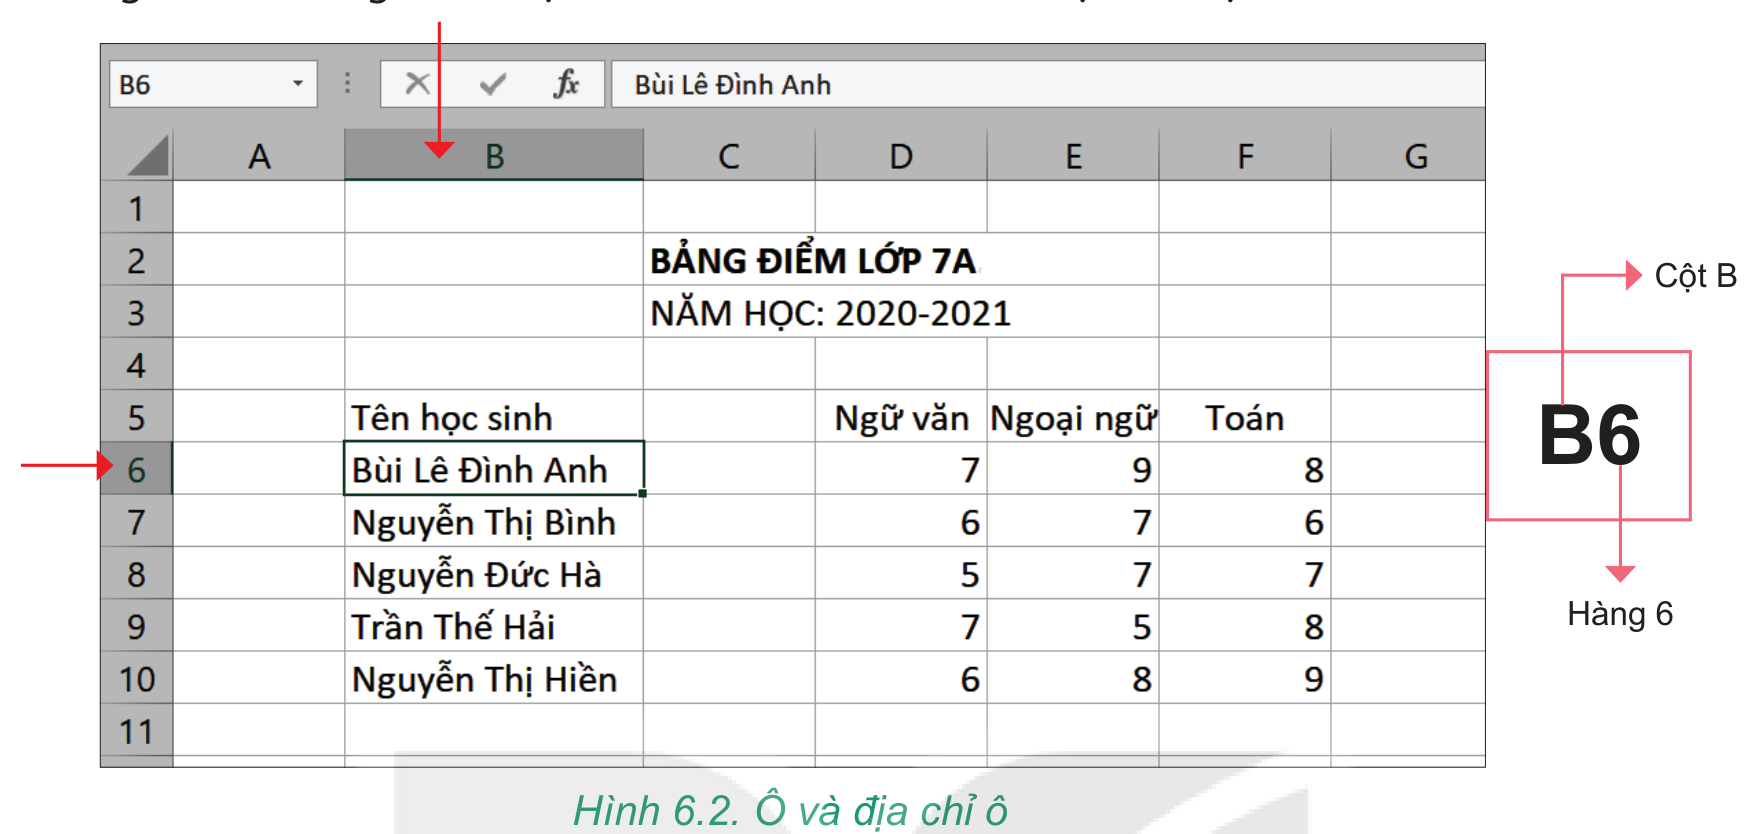 B6 fx Bùi Lê Đình Anh
A B C D E F G
1
2 BẢNG ĐIỂM LỚP 7A
3 NĂM HỌC: 2020-2021
4
5 Tên học sinh Ngữ văn Ngoại ngữ Toán
6 Bùi Lê Đình Anh 7 9 8
7 Nguyễn Thị Bình 6 7 6
8 Nguyễn Đức Hà 5 7 7
9 Trần Thế Hải 7 5 8
10 Nguyễn Thị Hiền 6 8 9
11
Cột B
B6
Hàng 6
Hình 6.2. Ô và địa chỉ ô